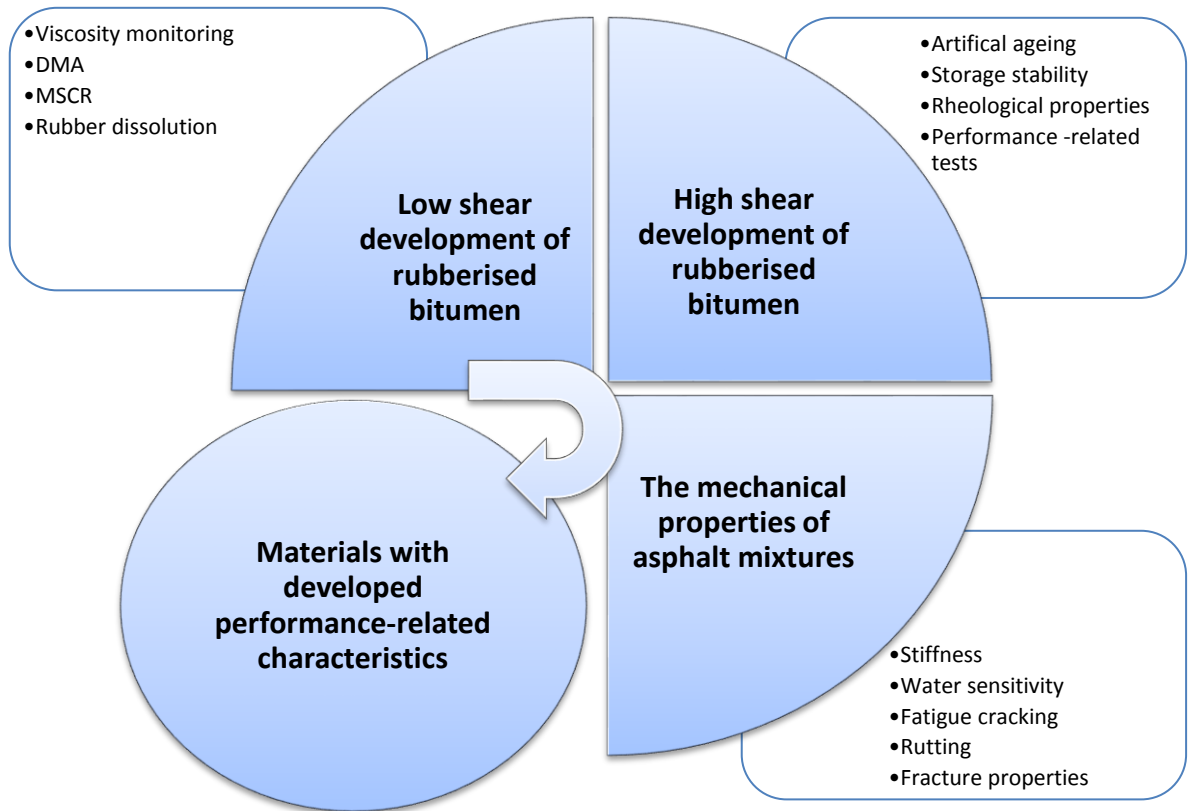 •Viscosity monitoring
•DMA
•MSCR
•Rubber dissolution
Low shear
development of
rubberised
bitumen
•Artifical ageing
•Storage stability
•Rheological properties
•Performance -related
tests
High shear
development of
rubberised
bitumen
The mechanical
properties of
asphalt mixtures
•Stiffness
•Water sensitivity
•Fatigue cracking
•Rutting
•Fracture properties
Materials with
developed
performance-related
characteristics